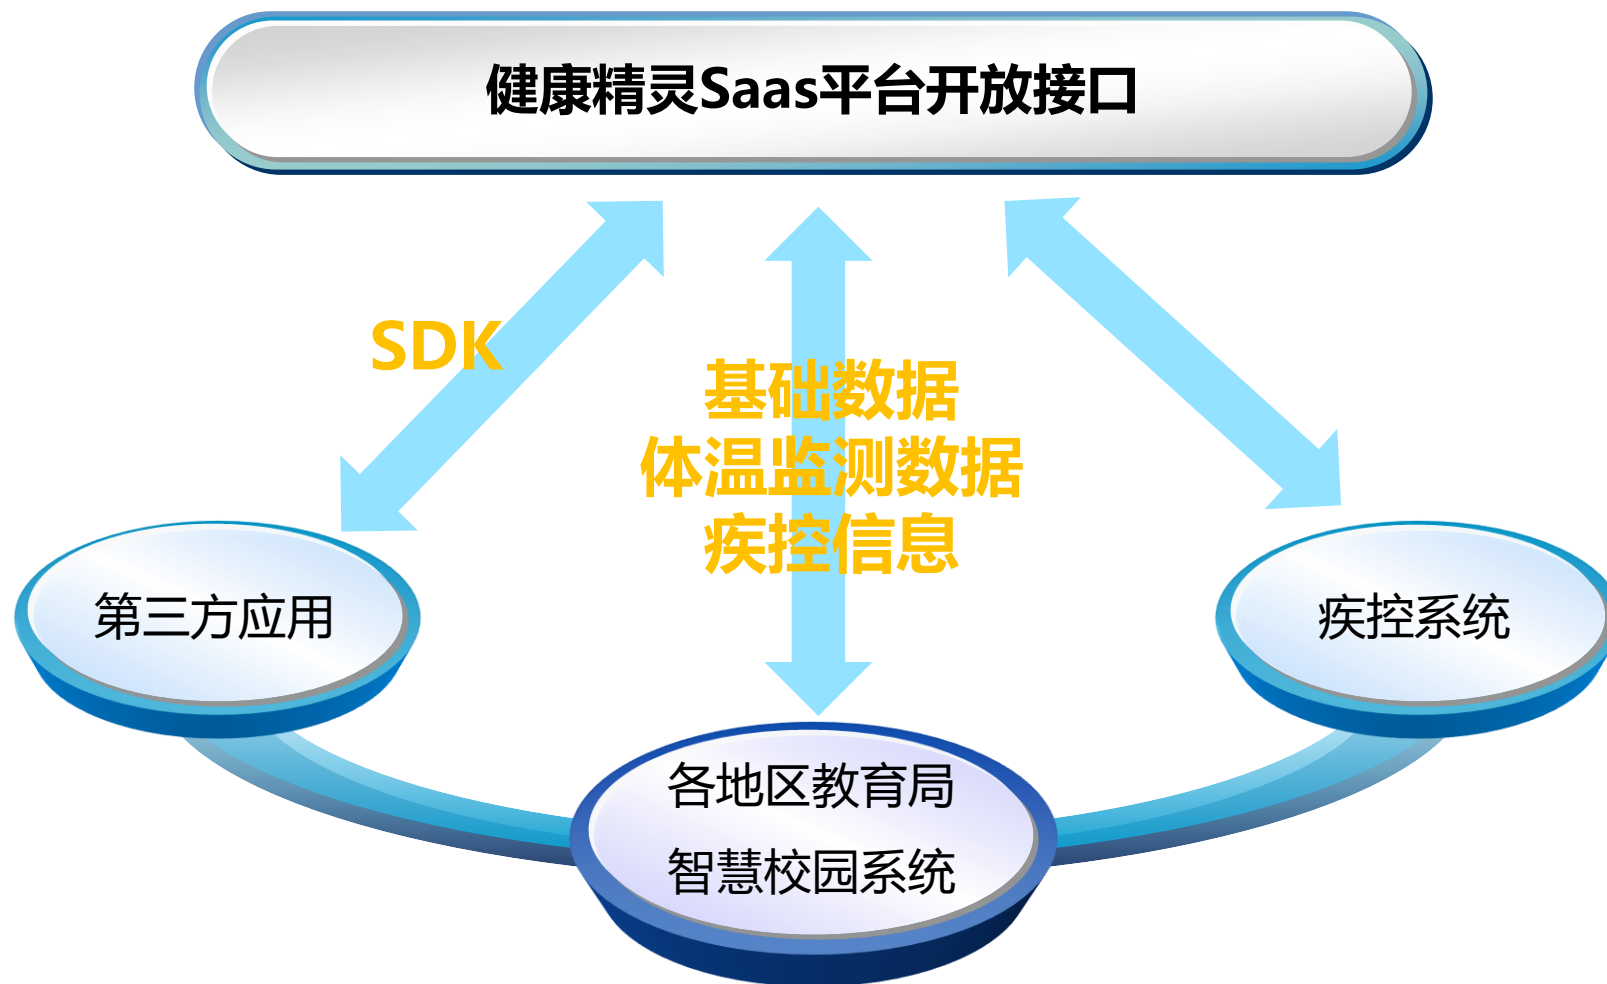 健康精灵Saas平台开放接口
SDK
基础数据
体温监测数据
疾控信息
第三方应用
疾控系统
各地区教育局
智慧校园系统